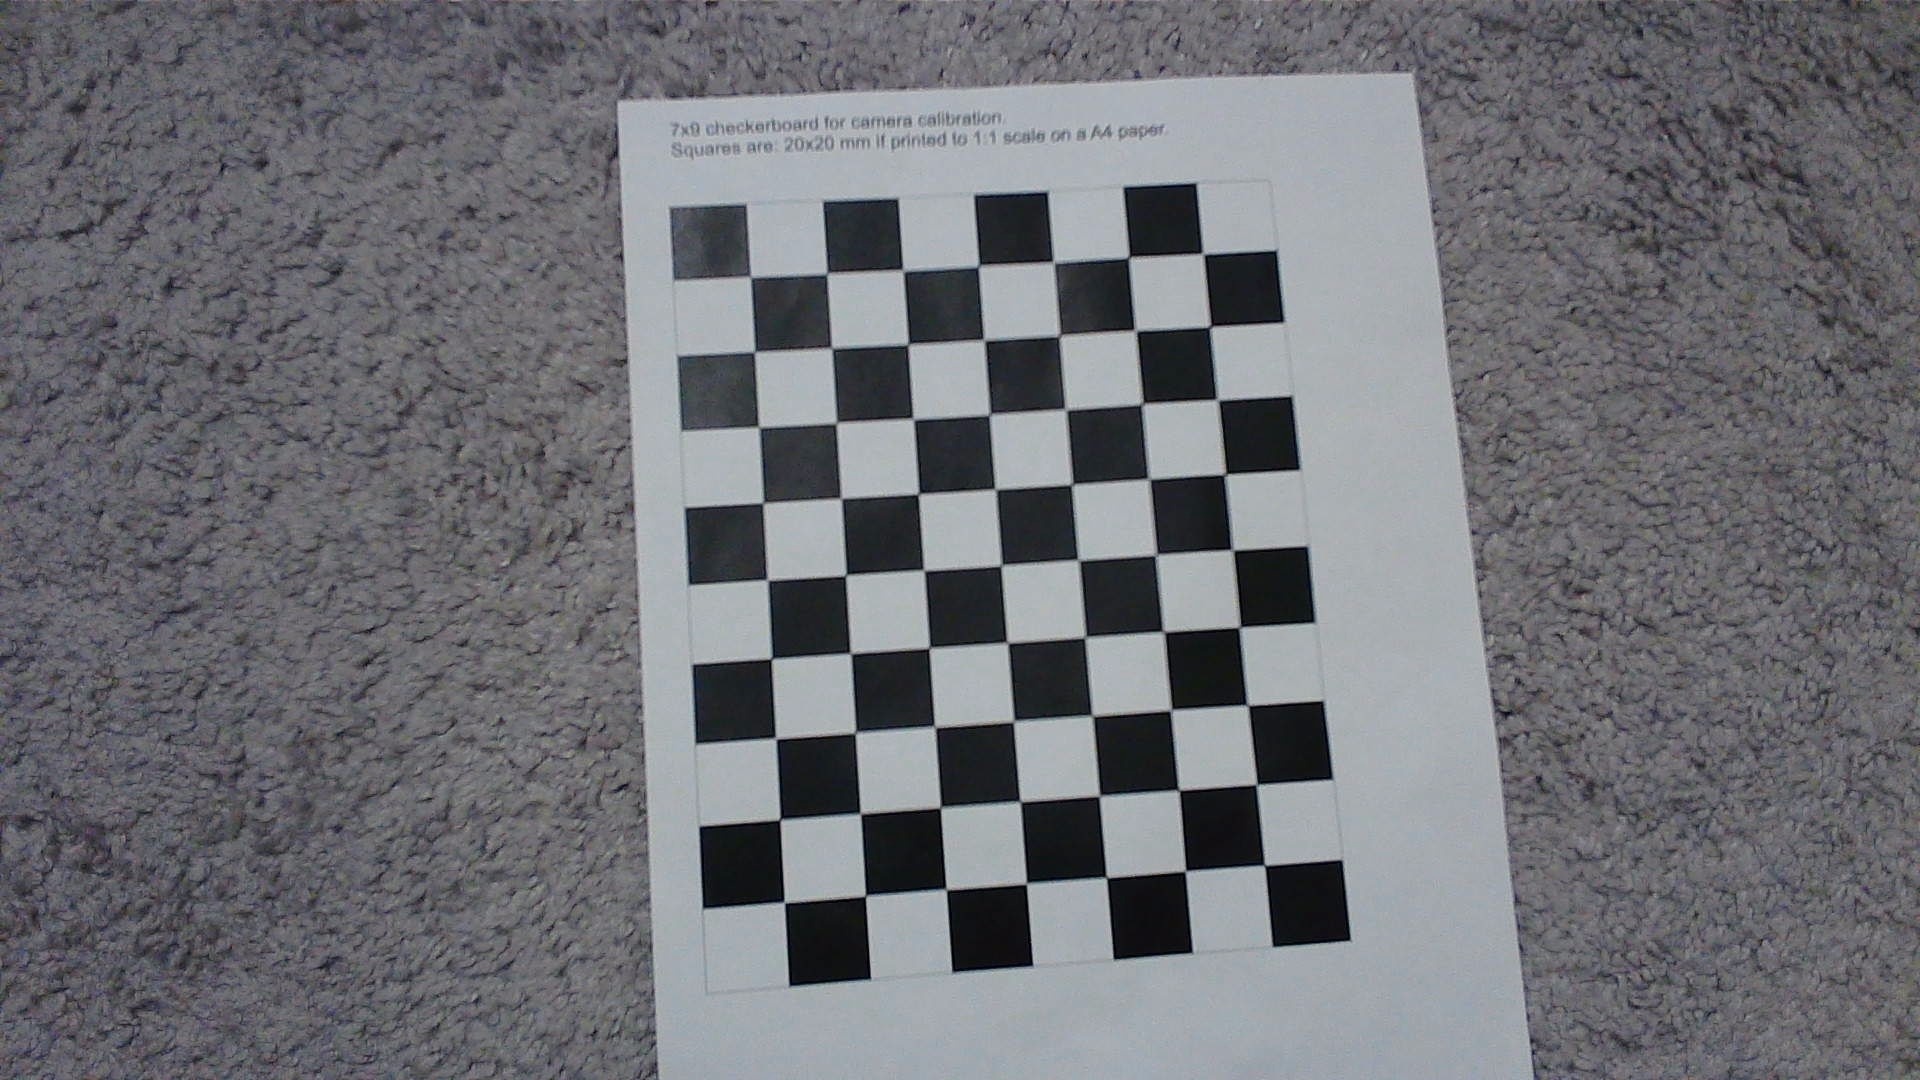 7x9 checkerboard for camera calibration.
Squares are: 20x20 mm if printed to 1:1 scale on a A4 paper.